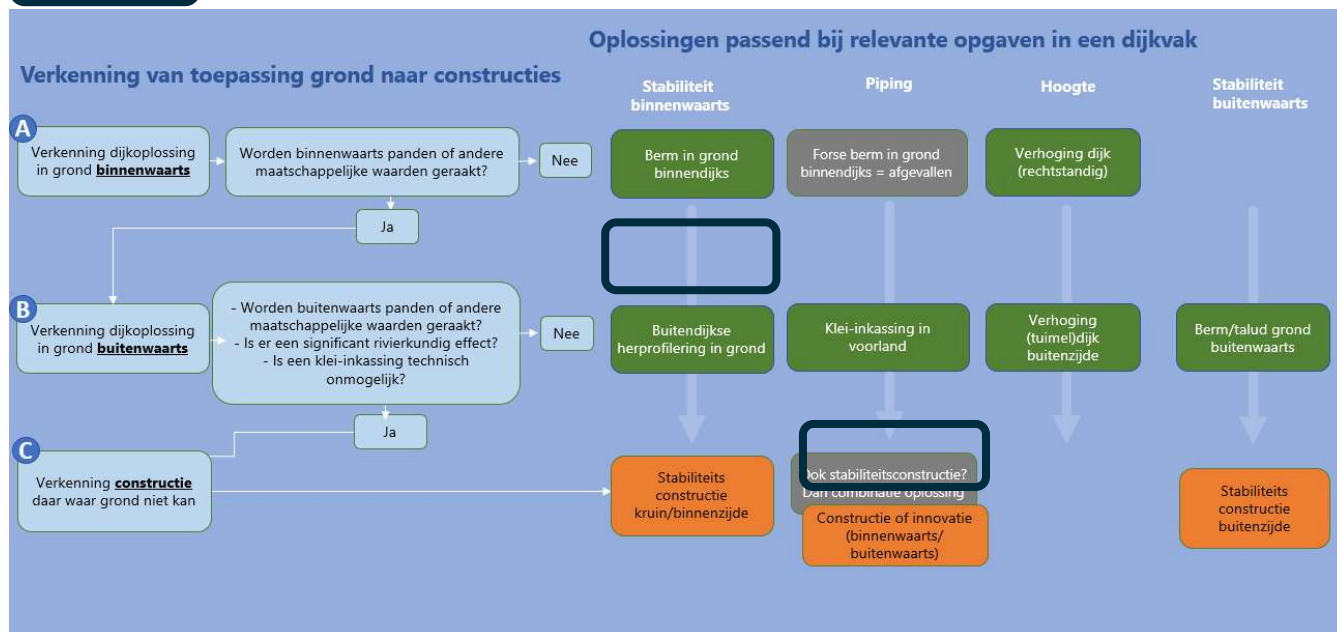 Oplossingen passend bij relevante opgaven in een dijkvak
Verkenning van toepassing grond naar constructies
Stabiliteit
binnenwaarts
Piping
Hoogte
Stabiliteit
buitenwaarts
A
Verkenning dijkoplossing
in grond binnenwaarts
Worden binnenwaarts panden of andere
maatschappelijke waarden geraakt?
Nee
Berm in grond
binnendijks
Forse berm in grond
binnendijks = afgevallen
Verhoging dijk
(rechtstandig)
Ja
B
Verkenning dijkoplossing
in grond buitenwaarts
- Worden buitenwaarts panden of andere
maatschappelijke waarden geraakt?
- Is er een significant rivierkundig effect?
- Is een klei-inkassing technisch
onmogelijk?
Nee
Buitendijkse
herprofilering in grond
Klei-inkassing in
voorland
Verhoging
(tuimel)dijk
buitenzijde
Berm/talud grond
buitenwaarts
Ja
C
Verkenning constructie
daar waar grond niet kan
Stabiliteits
constructie
kruin/binnenzijde
Ook stabiliteitsconstructie?
Dan combinatie oplossing
Constructie of innovatie
(binnenwaarts/
buitenwaarts)
Stabiliteits
constructie
buitenzijde